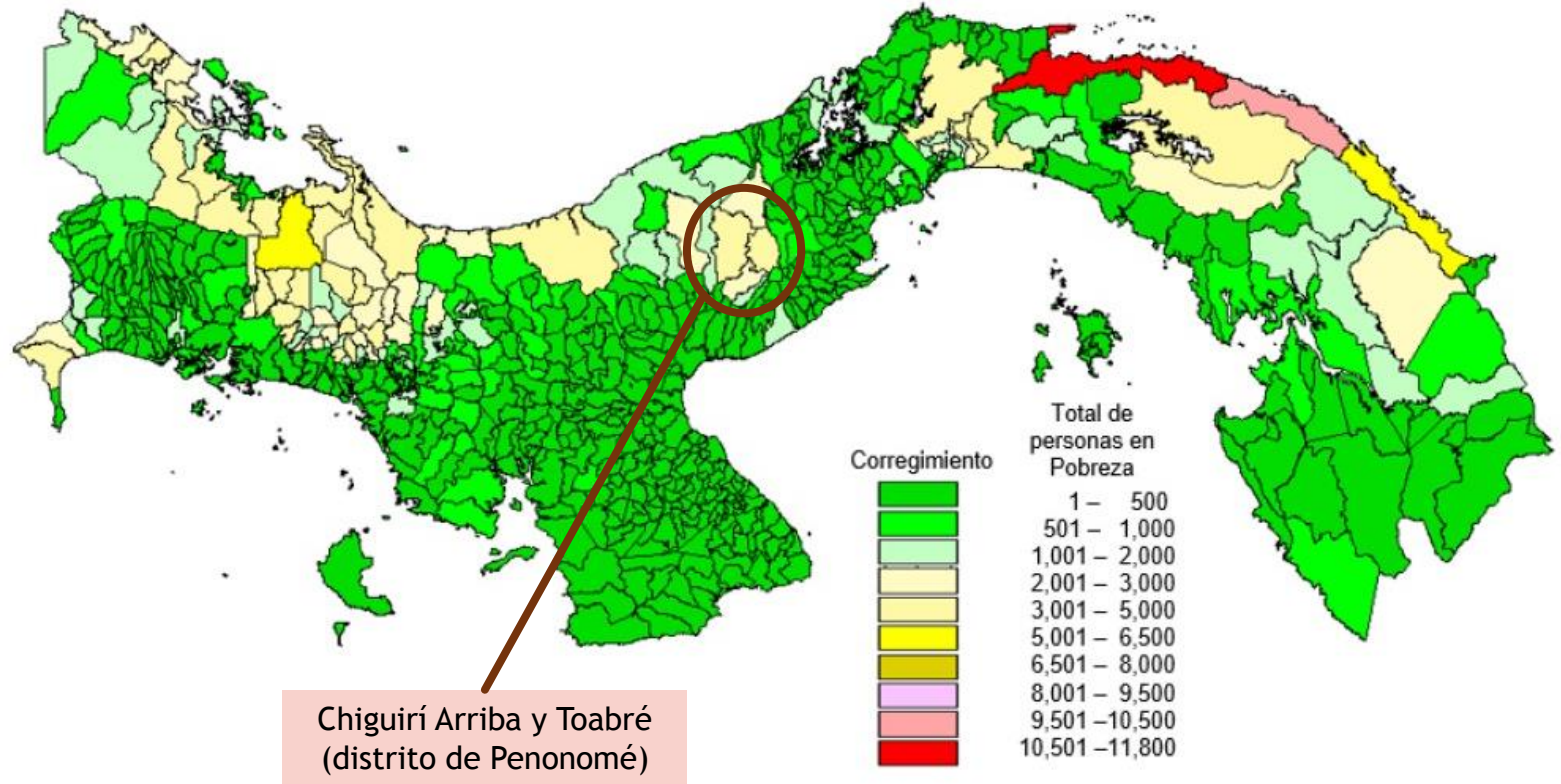 Total de
personas en
Pobreza
Corregimiento
1 – 500
501 – 1,000
1,001 – 2,000
2,001 – 3,000
3,001 – 5,000
5,001 – 6,500
6,501 – 8,000
8,001 – 9,500
9,501 –10,500
10,501 –11,800
Chiguirí Arriba y Toabré
(distrito de Penonomé)